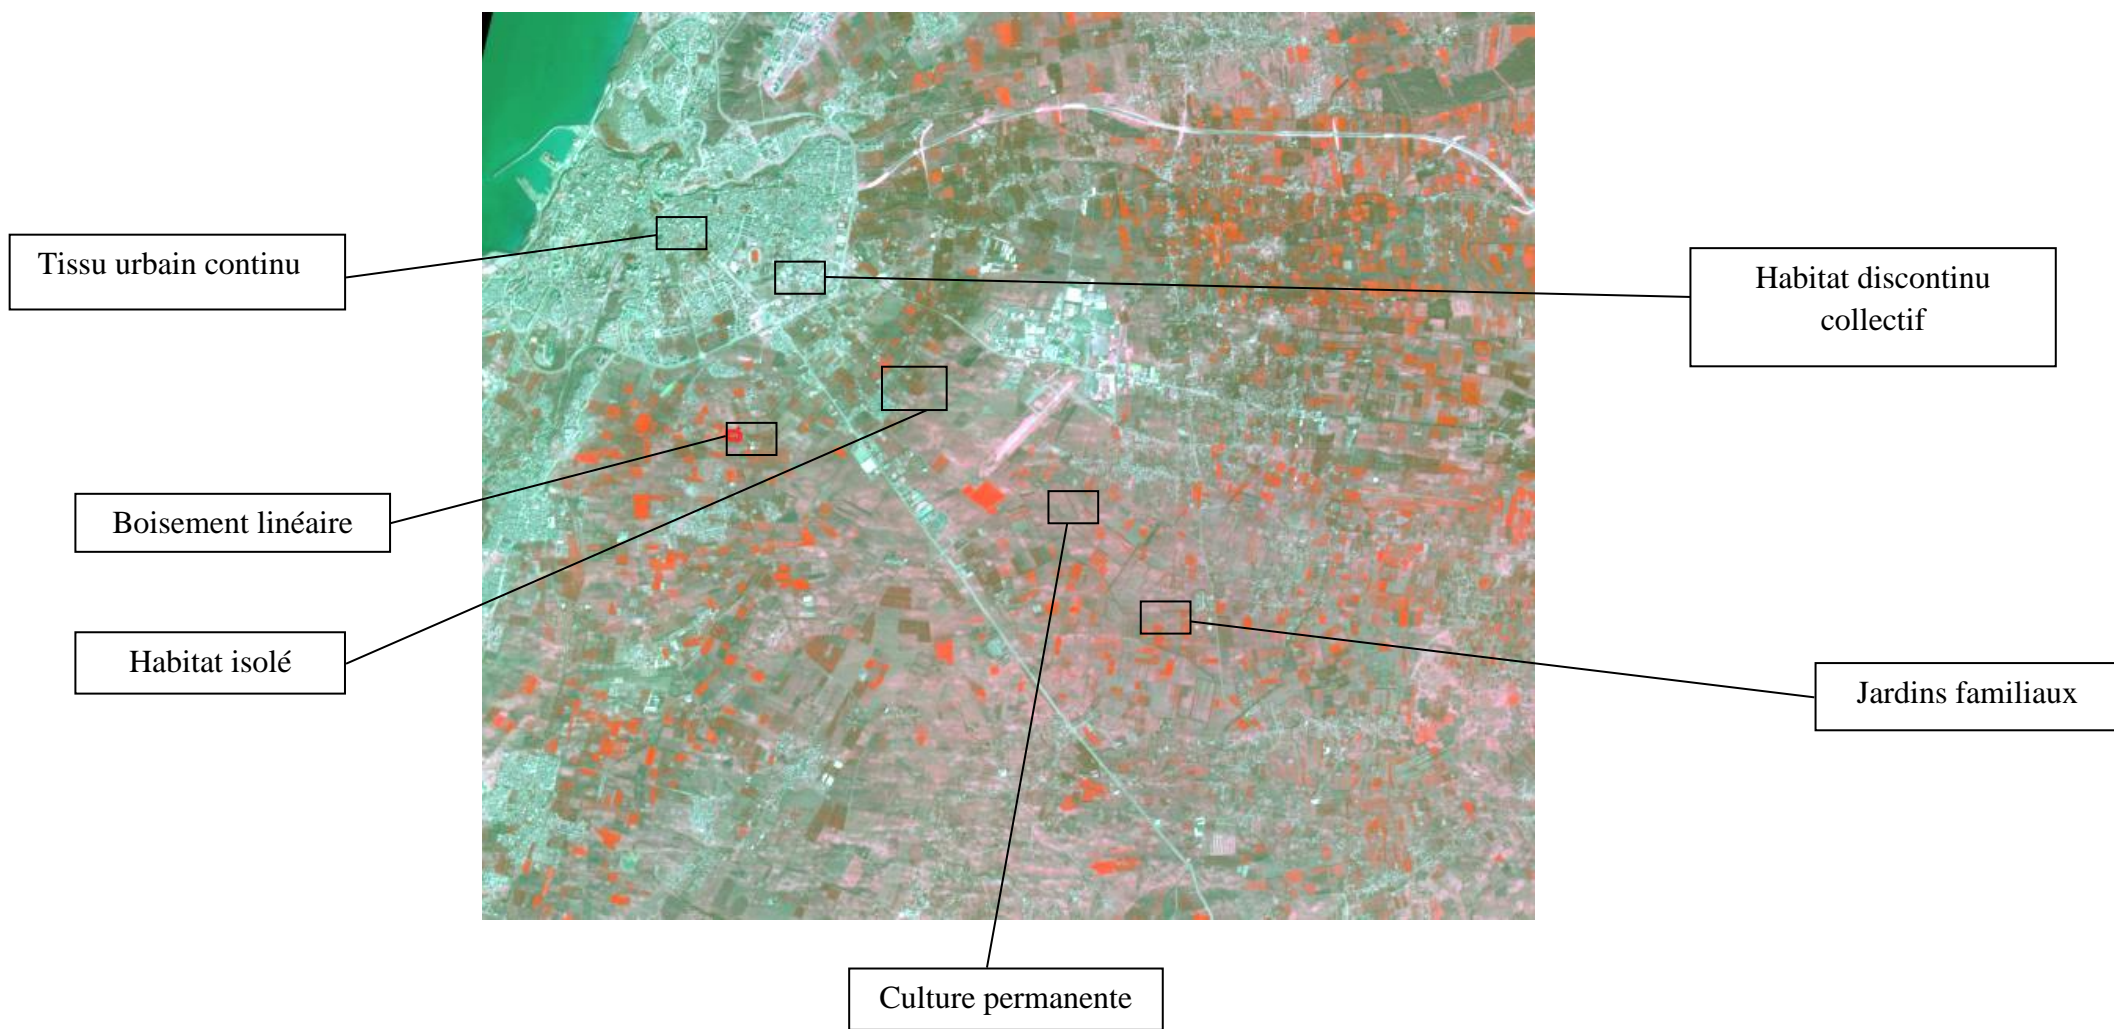 Tissu urbain continu
Habitat discontinu
collectif
Boisement linéaire
Habitat isolé
Jardins familiaux
Culture permanente